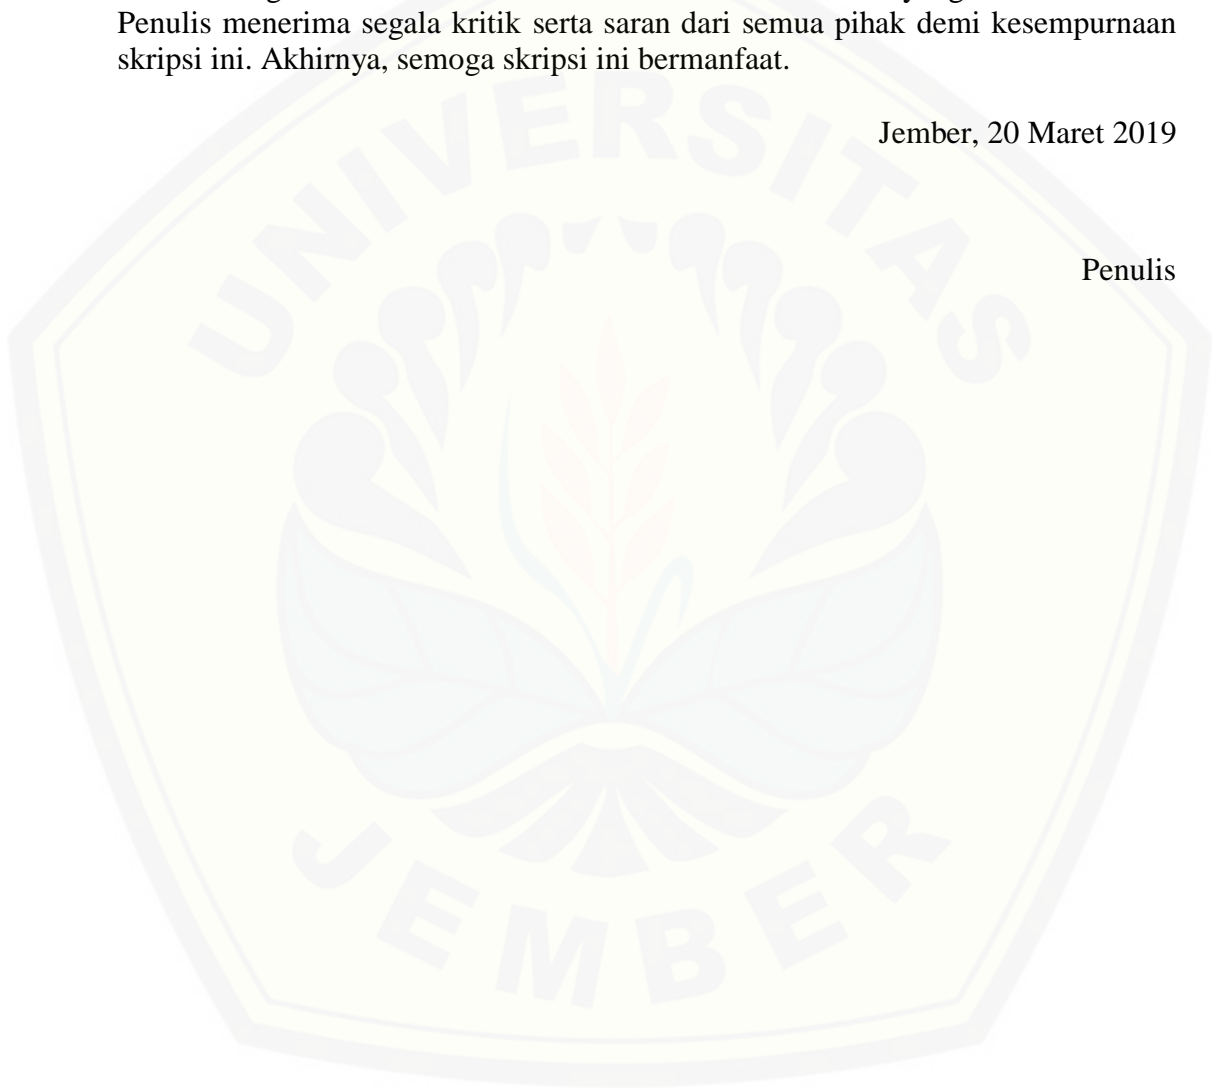 Penulis menerima segala kritik serta saran dari semua pihak demi kesempurnaan
skripsi ini. Akhirnya, semoga skripsi ini bermanfaat.
Jember, 20 Maret 2019
Penulis
UNIVERSITAS
JEMBER